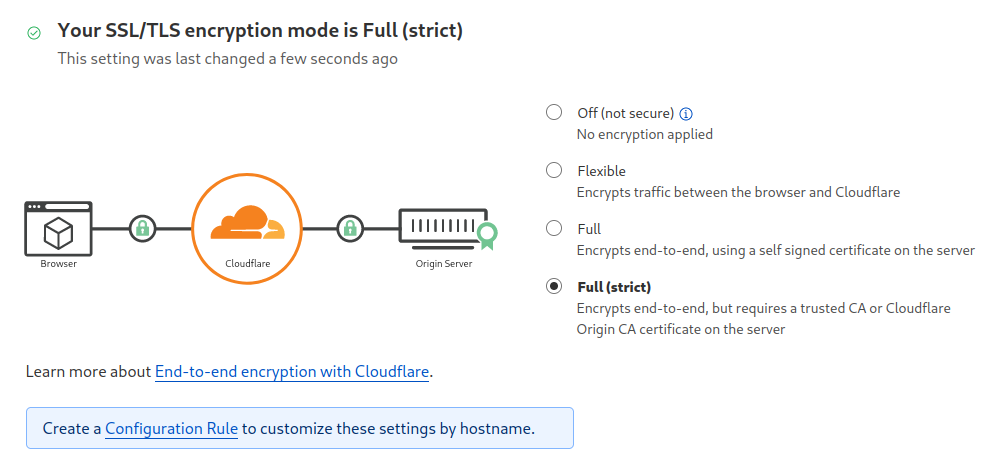 Your SSL/TLS encryption mode is Full (strict)
This setting was last changed a few seconds ago
Browser
Cloudflare
Origin Server
Off (not secure)
No encryption applied
Flexible
Encrypts traffic between the browser and Cloudflare
Full
Encrypts end-to-end, using a self signed certificate on the server
Full (strict)
Encrypts end-to-end, but requires a trusted CA or Cloudflare
Origin CA certificate on the server
Learn more about End-to-end encryption with Cloudflare.
Create a Configuration Rule to customize these settings by hostname.